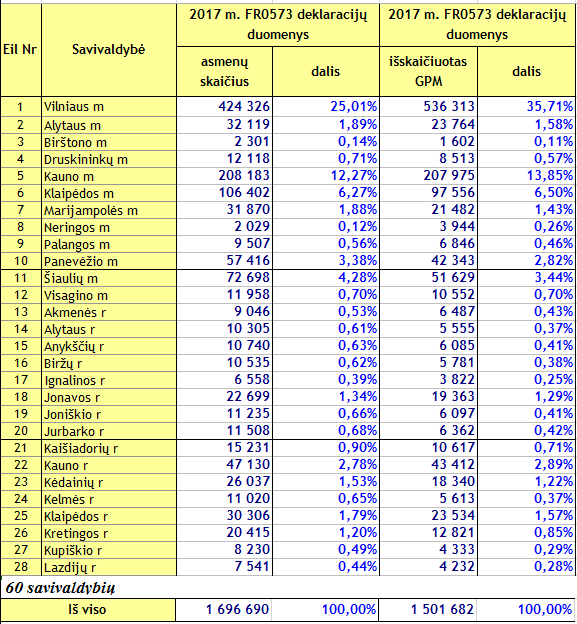 Eil Nr Savivaldybė 2017 m. FR0573 deklaracijų duomenys 2017 m. FR0573 deklaracijų duomenys
asmenų skaičius dalis išskaičiuotas GPM dalis
1 Vilniaus m 424 326 25,01% 536 313 35,71%
2 Alytaus m 32 119 1,89% 23 764 1,58%
3 Birštono m 2 301 0,14% 1 602 0,11%
4 Druskininkų m 12 118 0,71% 8 513 0,57%
5 Kauno m 208 183 12,27% 207 975 13,85%
6 Klaipėdos m 106 402 6,27% 97 556 6,50%
7 Marijampolės m 31 870 1,88% 21 482 1,43%
8 Neringos m 2 029 0,12% 3 944 0,26%
9 Palangos m 9 507 0,56% 6 846 0,46%
10 Panevėžio m 57 416 3,38% 42 343 2,82%
11 Šiaulių m 72 698 4,28% 51 629 3,44%
12 Visagino m 11 958 0,70% 10 552 0,70%
13 Akmenės r 9 046 0,53% 6 487 0,43%
14 Alytaus r 10 305 0,61% 5 555 0,37%
15 Anykščių r 10 740 0,63% 6 085 0,41%
16 Biržų r 10 535 0,62% 5 781 0,38%
17 Ignalinos r 6 558 0,39% 3 822 0,25%
18 Jonavos r 22 699 1,34% 19 363 1,29%
19 Joniškio r 11 235 0,66% 6 097 0,41%
20 Jurbarko r 11 508 0,68% 6 362 0,42%
21 Kaišiadorių r 15 231 0,90% 10 617 0,71%
22 Kauno r 47 130 2,78% 43 412 2,89%
23 Kėdainių r 26 037 1,53% 18 340 1,22%
24 Kelmės r 11 020 0,65% 5 613 0,37%
25 Klaipėdos r 30 306 1,79% 23 534 1,57%
26 Kretingos r 20 415 1,20% 12 821 0,85%
27 Kupiškio r 8 230 0,49% 4 333 0,29%
28 Lazdijų r 7 541 0,44% 4 232 0,28%
60 savivaldybių
Iš viso 1 696 690 100,00% 1 501 682 100,00%